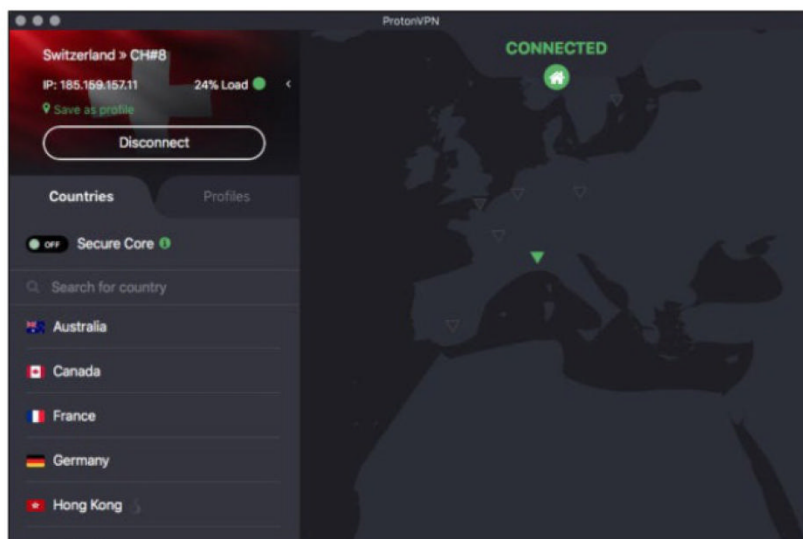 ProtonVPN
Switzerland » CH#8
IP: 185.159.157.11 24% Load
Save as profile
Disconnect
CONNECTED
Countries Profiles
OFF Secure Core
Search for country
Australia
Canada
France
Germany
Hong Kong